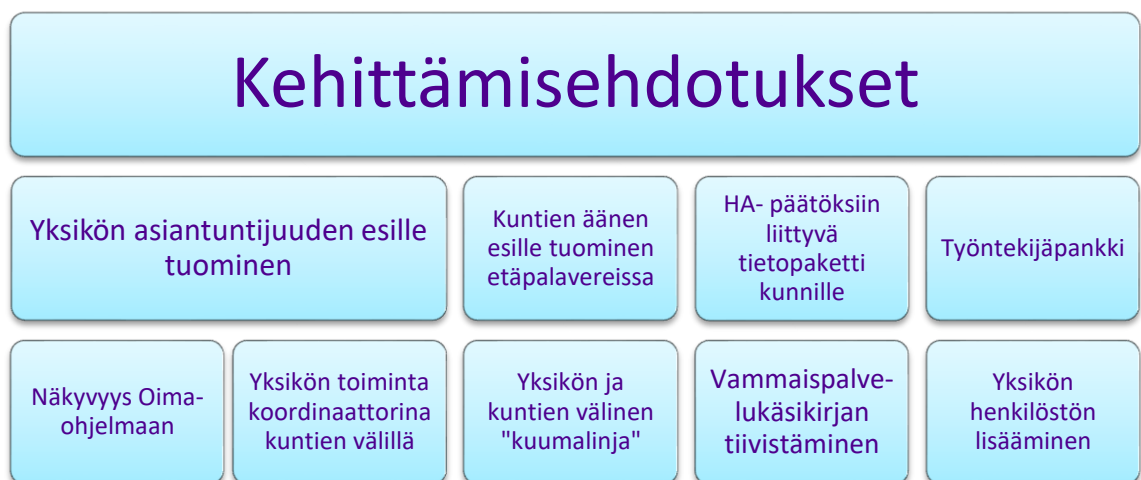 Kehittämisehdotukset
Yksikön asiantuntijuuden esille
tuominen
Kuntien äänen
esille tuominen
etäpalavereissa
HA- päätöksiin
liittyvä
tietopaketti
kunnille
Työntekijäpankki
Näkyvyys Oima-
ohjelmaan
Yksikön toiminta
koordinaattorina
kuntien välillä
Yksikön ja
kuntien välinen
"kuumalinja"
Vammaispalve-
lukäsikirjan
tiivistäminen
Yksikön
henkilöstön
lisääminen